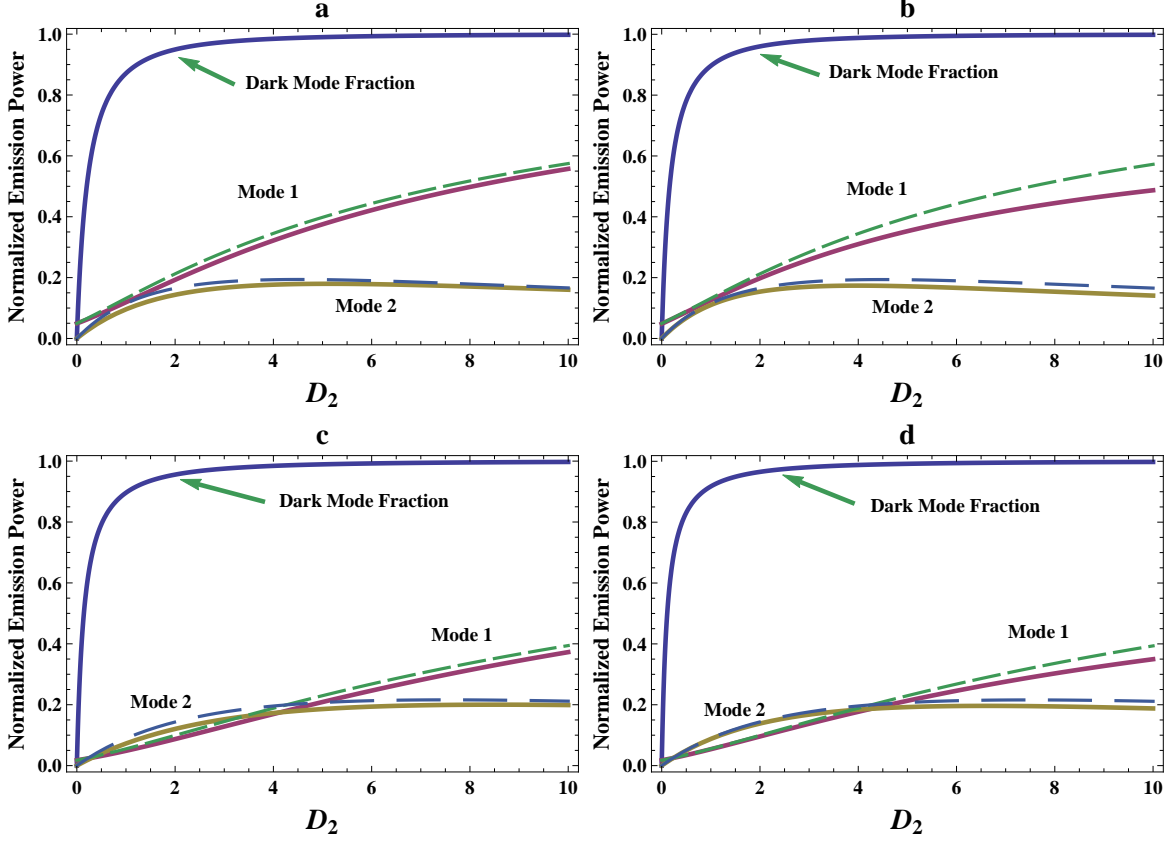 a
Normalized Emission Power
1.0
0.8
0.6
0.4
0.2
0.0
Dark Mode Fraction
Mode 1
Mode 2
0 2 4 6 8 10
D2
b
Normalized Emission Power
1.0
0.8
0.6
0.4
0.2
0.0
Dark Mode Fraction
Mode 1
Mode 2
0 2 4 6 8 10
D2
c
Normalized Emission Power
1.0
0.8
0.6
0.4
0.2
0.0
Dark Mode Fraction
Mode 1
Mode 2
0 2 4 6 8 10
D2
d
Normalized Emission Power
1.0
0.8
0.6
0.4
0.2
0.0
Dark Mode Fraction
Mode 1
Mode 2
0 2 4 6 8 10
D2